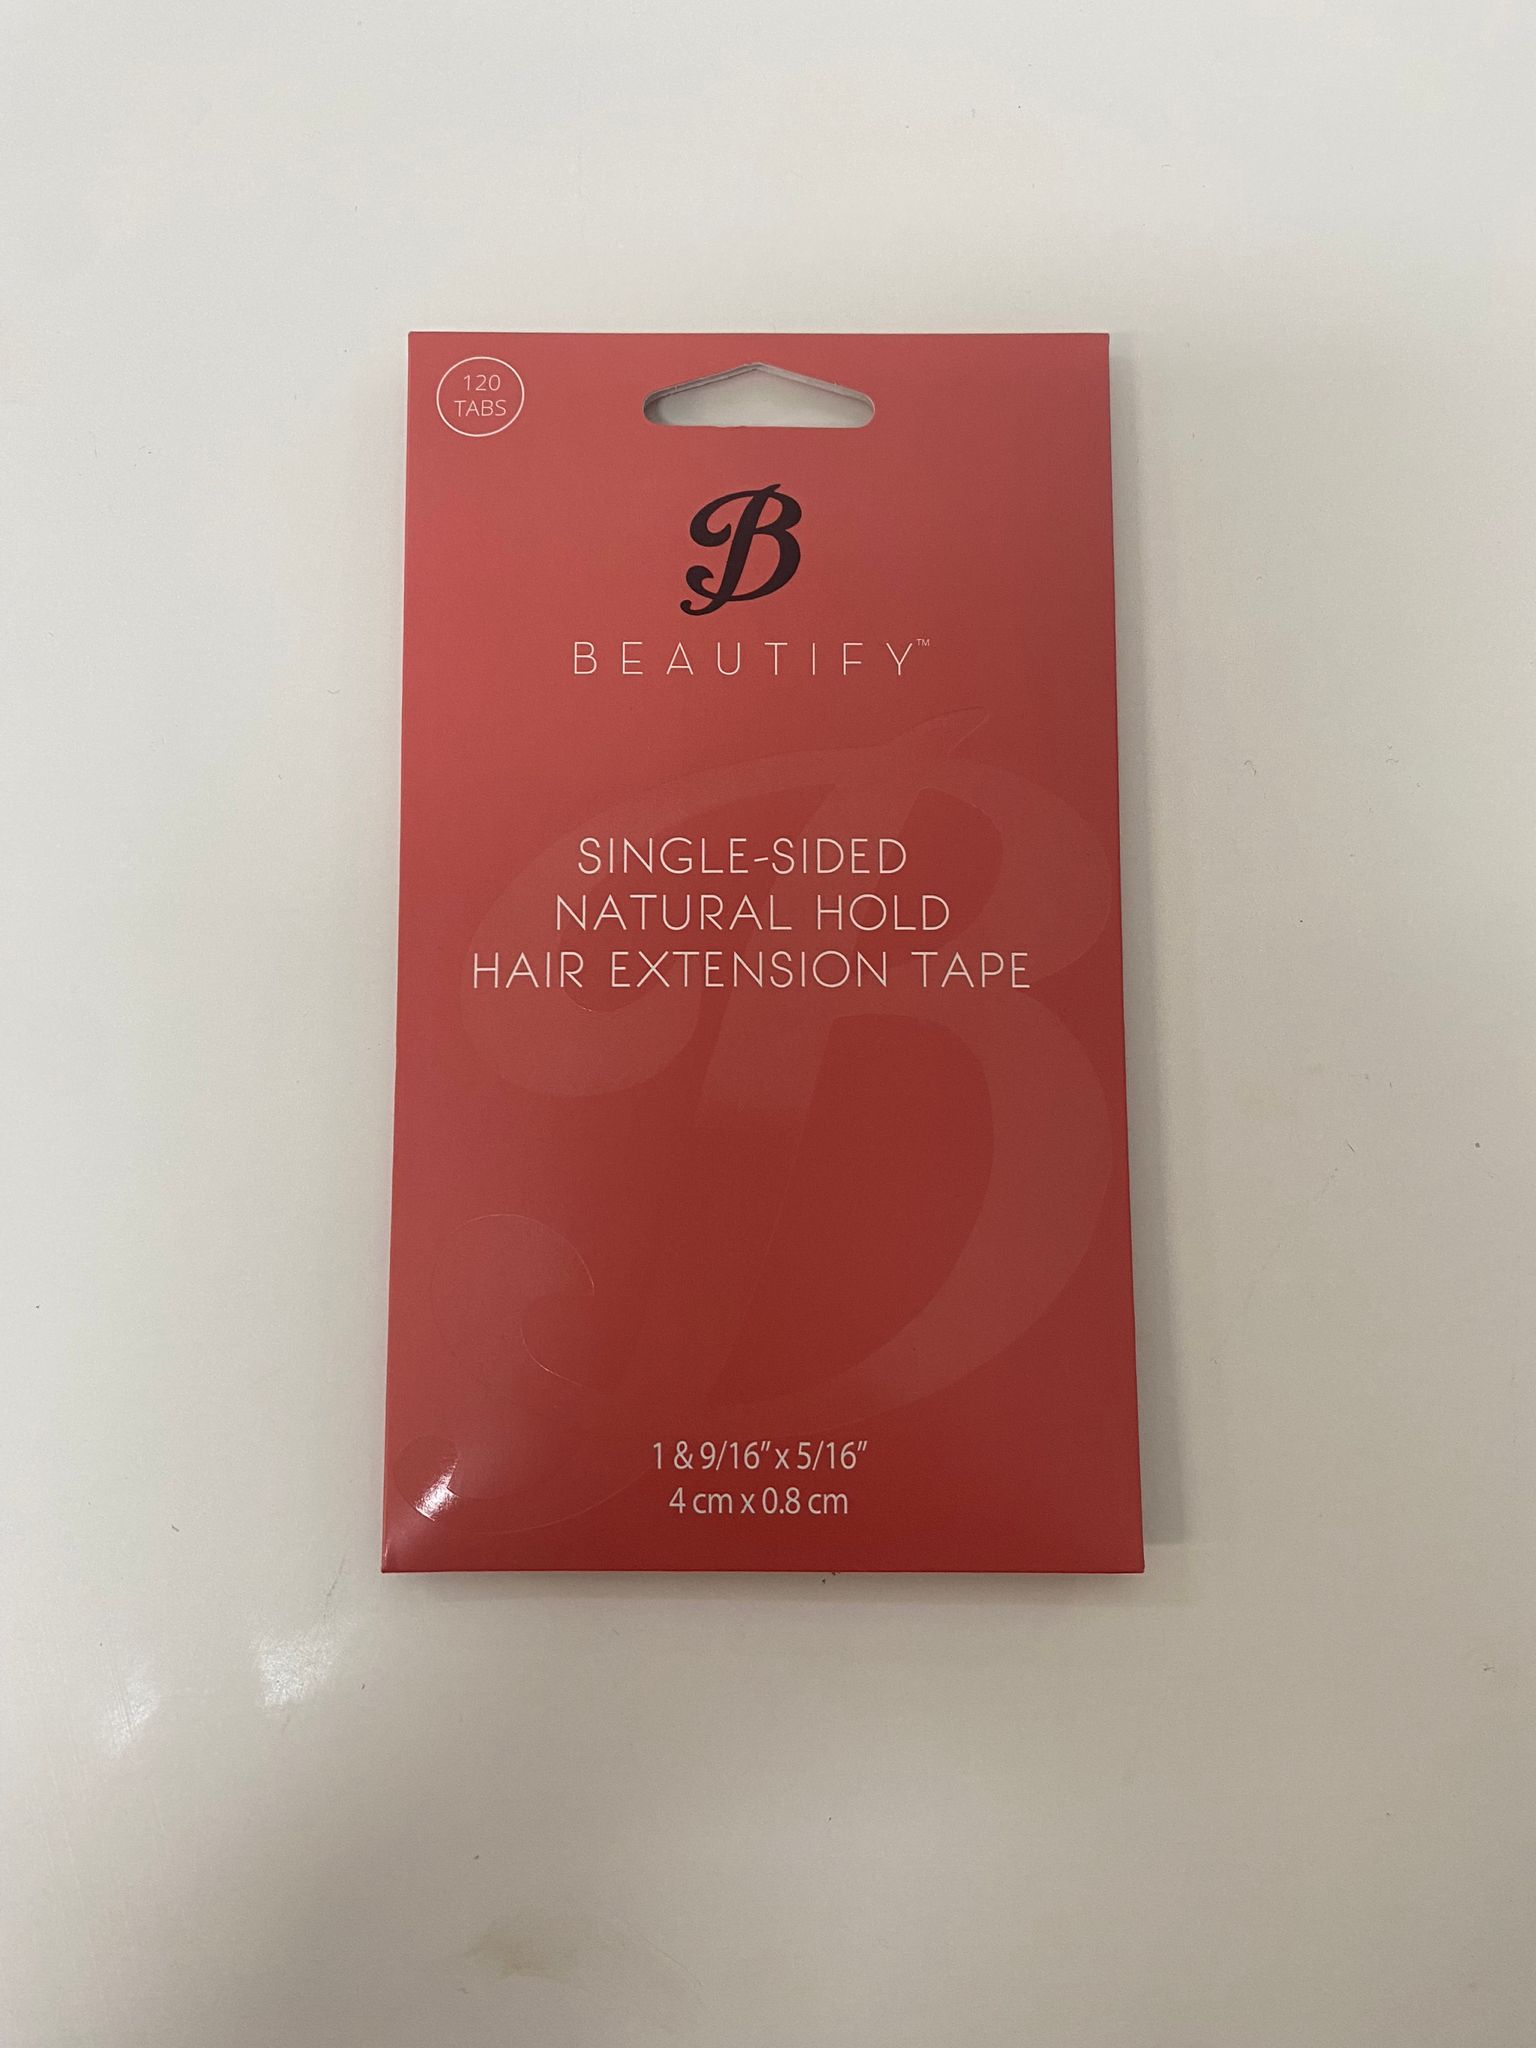 120
TABS
B
BEAUTIFY™
SINGLE-SIDED
NATURAL HOLD
HAIR EXTENSION TAPE
1 & 9/16" x 5/16"
4 cm x 0.8 cm